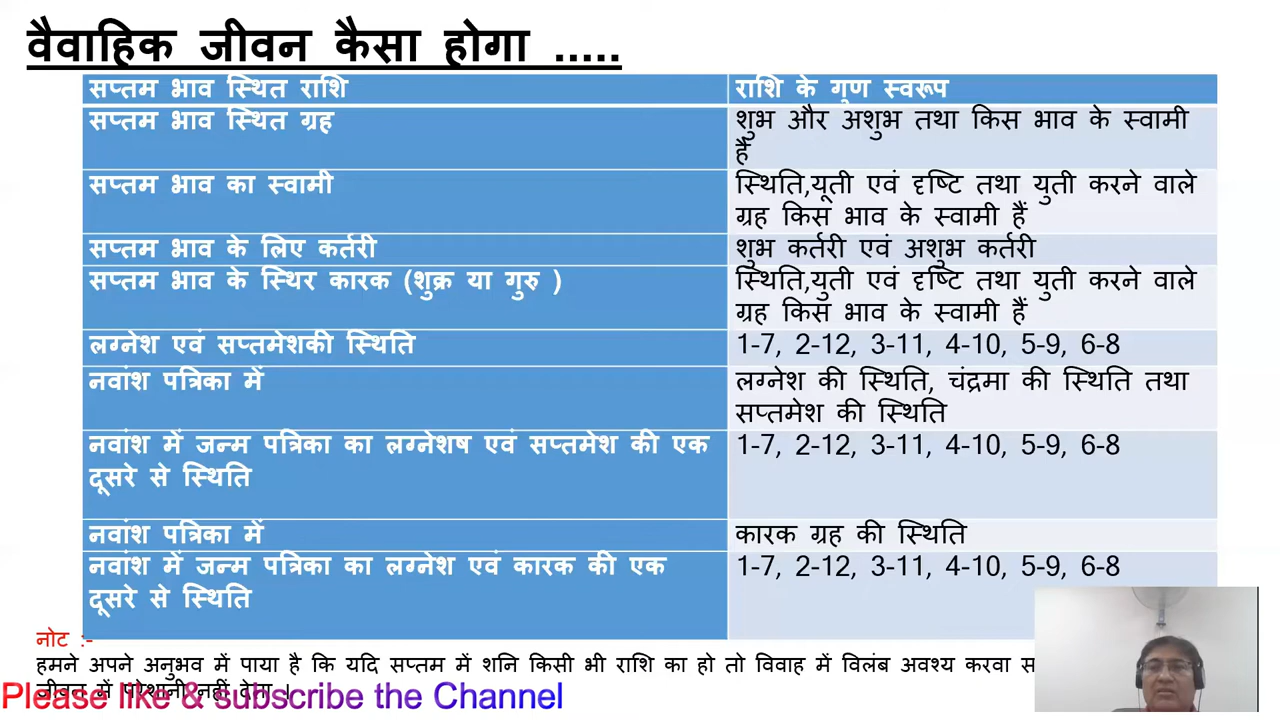 वैवाहिक जीवन कैसा होगा .....
सप्तम भाव स्थित राशि
राशि के गुण स्वरूप
सप्तम भाव स्थित ग्रह
शुभ और अशुभ तथा किस भाव के स्वामी
हैं
सप्तम भाव का स्वामी
स्थिति,यूती एवं दृष्टि तथा युती करने वाले
ग्रह किस भाव के स्वामी हैं
सप्तम भाव के लिए कर्तरी
शुभ कर्तरी एवं अशुभ कर्तरी
सप्तम भाव के स्थिर कारक (शुक्र या गुरु )
स्थिति,युती एवं दृष्टि तथा युती करने वाले
ग्रह किस भाव के स्वामी हैं
लग्नेश एवं सप्तमेशकी स्थिति
1-7, 2-12, 3-11, 4-10, 5-9, 6-8
नवांश पत्रिका में
लग्नेश की स्थिति, चंद्रमा की स्थिति तथा
सप्तमेश की स्थिति
नवांश में जन्म पत्रिका का लग्नेशष एवं सप्तमेश की एक
दूसरे से स्थिति
1-7, 2-12, 3-11, 4-10, 5-9, 6-8
नवांश पत्रिका में
कारक ग्रह की स्थिति
नवांश में जन्म पत्रिका का लग्नेश एवं कारक की एक
दूसरे से स्थिति
1-7, 2-12, 3-11, 4-10, 5-9, 6-8
नोट :-
हमने अपने अनुभव में पाया है कि यदि सप्तम में शनि किसी भी राशि का हो तो विवाह में विलंब अवश्य करवा
जीवन में नहीं देता ।
Please like & subscribe the Channel